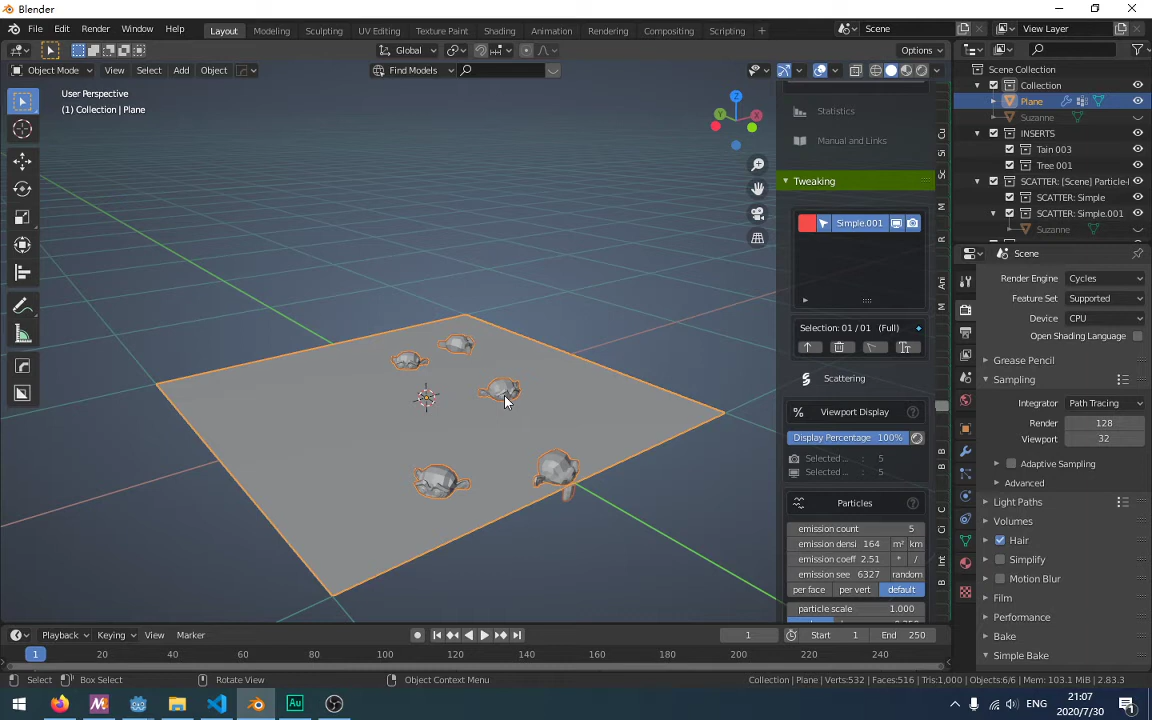 Blender
File Edit Render Window Help Layout Modeling Sculpting UV Editing Texture Paint Shading Animation Rendering Compositing Scripting + Scene View Layer
Global Options
Object Mode View Select Add Object Find Models
User Perspective
(1) Collection | Plane
Z
Y X
Statistics
Manual and Links
Tweaking
Simple.001
Selection: 01 / 01 (Full)
Scattering
Viewport Display
Display Percentage 100%
Selected ... : 5
Selected ... : 5
Particles
emission count 5
emission densi 164 m² km
emission coeff 2.51 * /
emission see 6327 random
per face per vert default
particle scale 1.000
Scene Collection
Collection
Plane
Suzanne
INSERTS
Tain 003
Tree 001
SCATTER: [Scene] Particle-
SCATTER: Simple
SCATTER: Simple.001
Suzanne
Scene
Render Engine Cycles
Feature Set Supported
Device CPU
Open Shading Language
Grease Pencil
Sampling
Integrator Path Tracing
Render 128
Viewport 32
Adaptive Sampling
Advanced
Light Paths
Volumes
Hair
Simplify
Motion Blur
Film
Performance
Bake
Simple Bake
Playback Keying View Marker 1 Start 1 End 250
1 20 40 60 80 100 120 140 160 180 200 220 240
Select Box Select Rotate View Object Context Menu Collection | Plane | Verts:532 | Faces:516 | Tris:1,000 | Objects:6/6 | Mem: 103.1 MiB | 2.83.3
Au ENG 21:07
2020/7/30